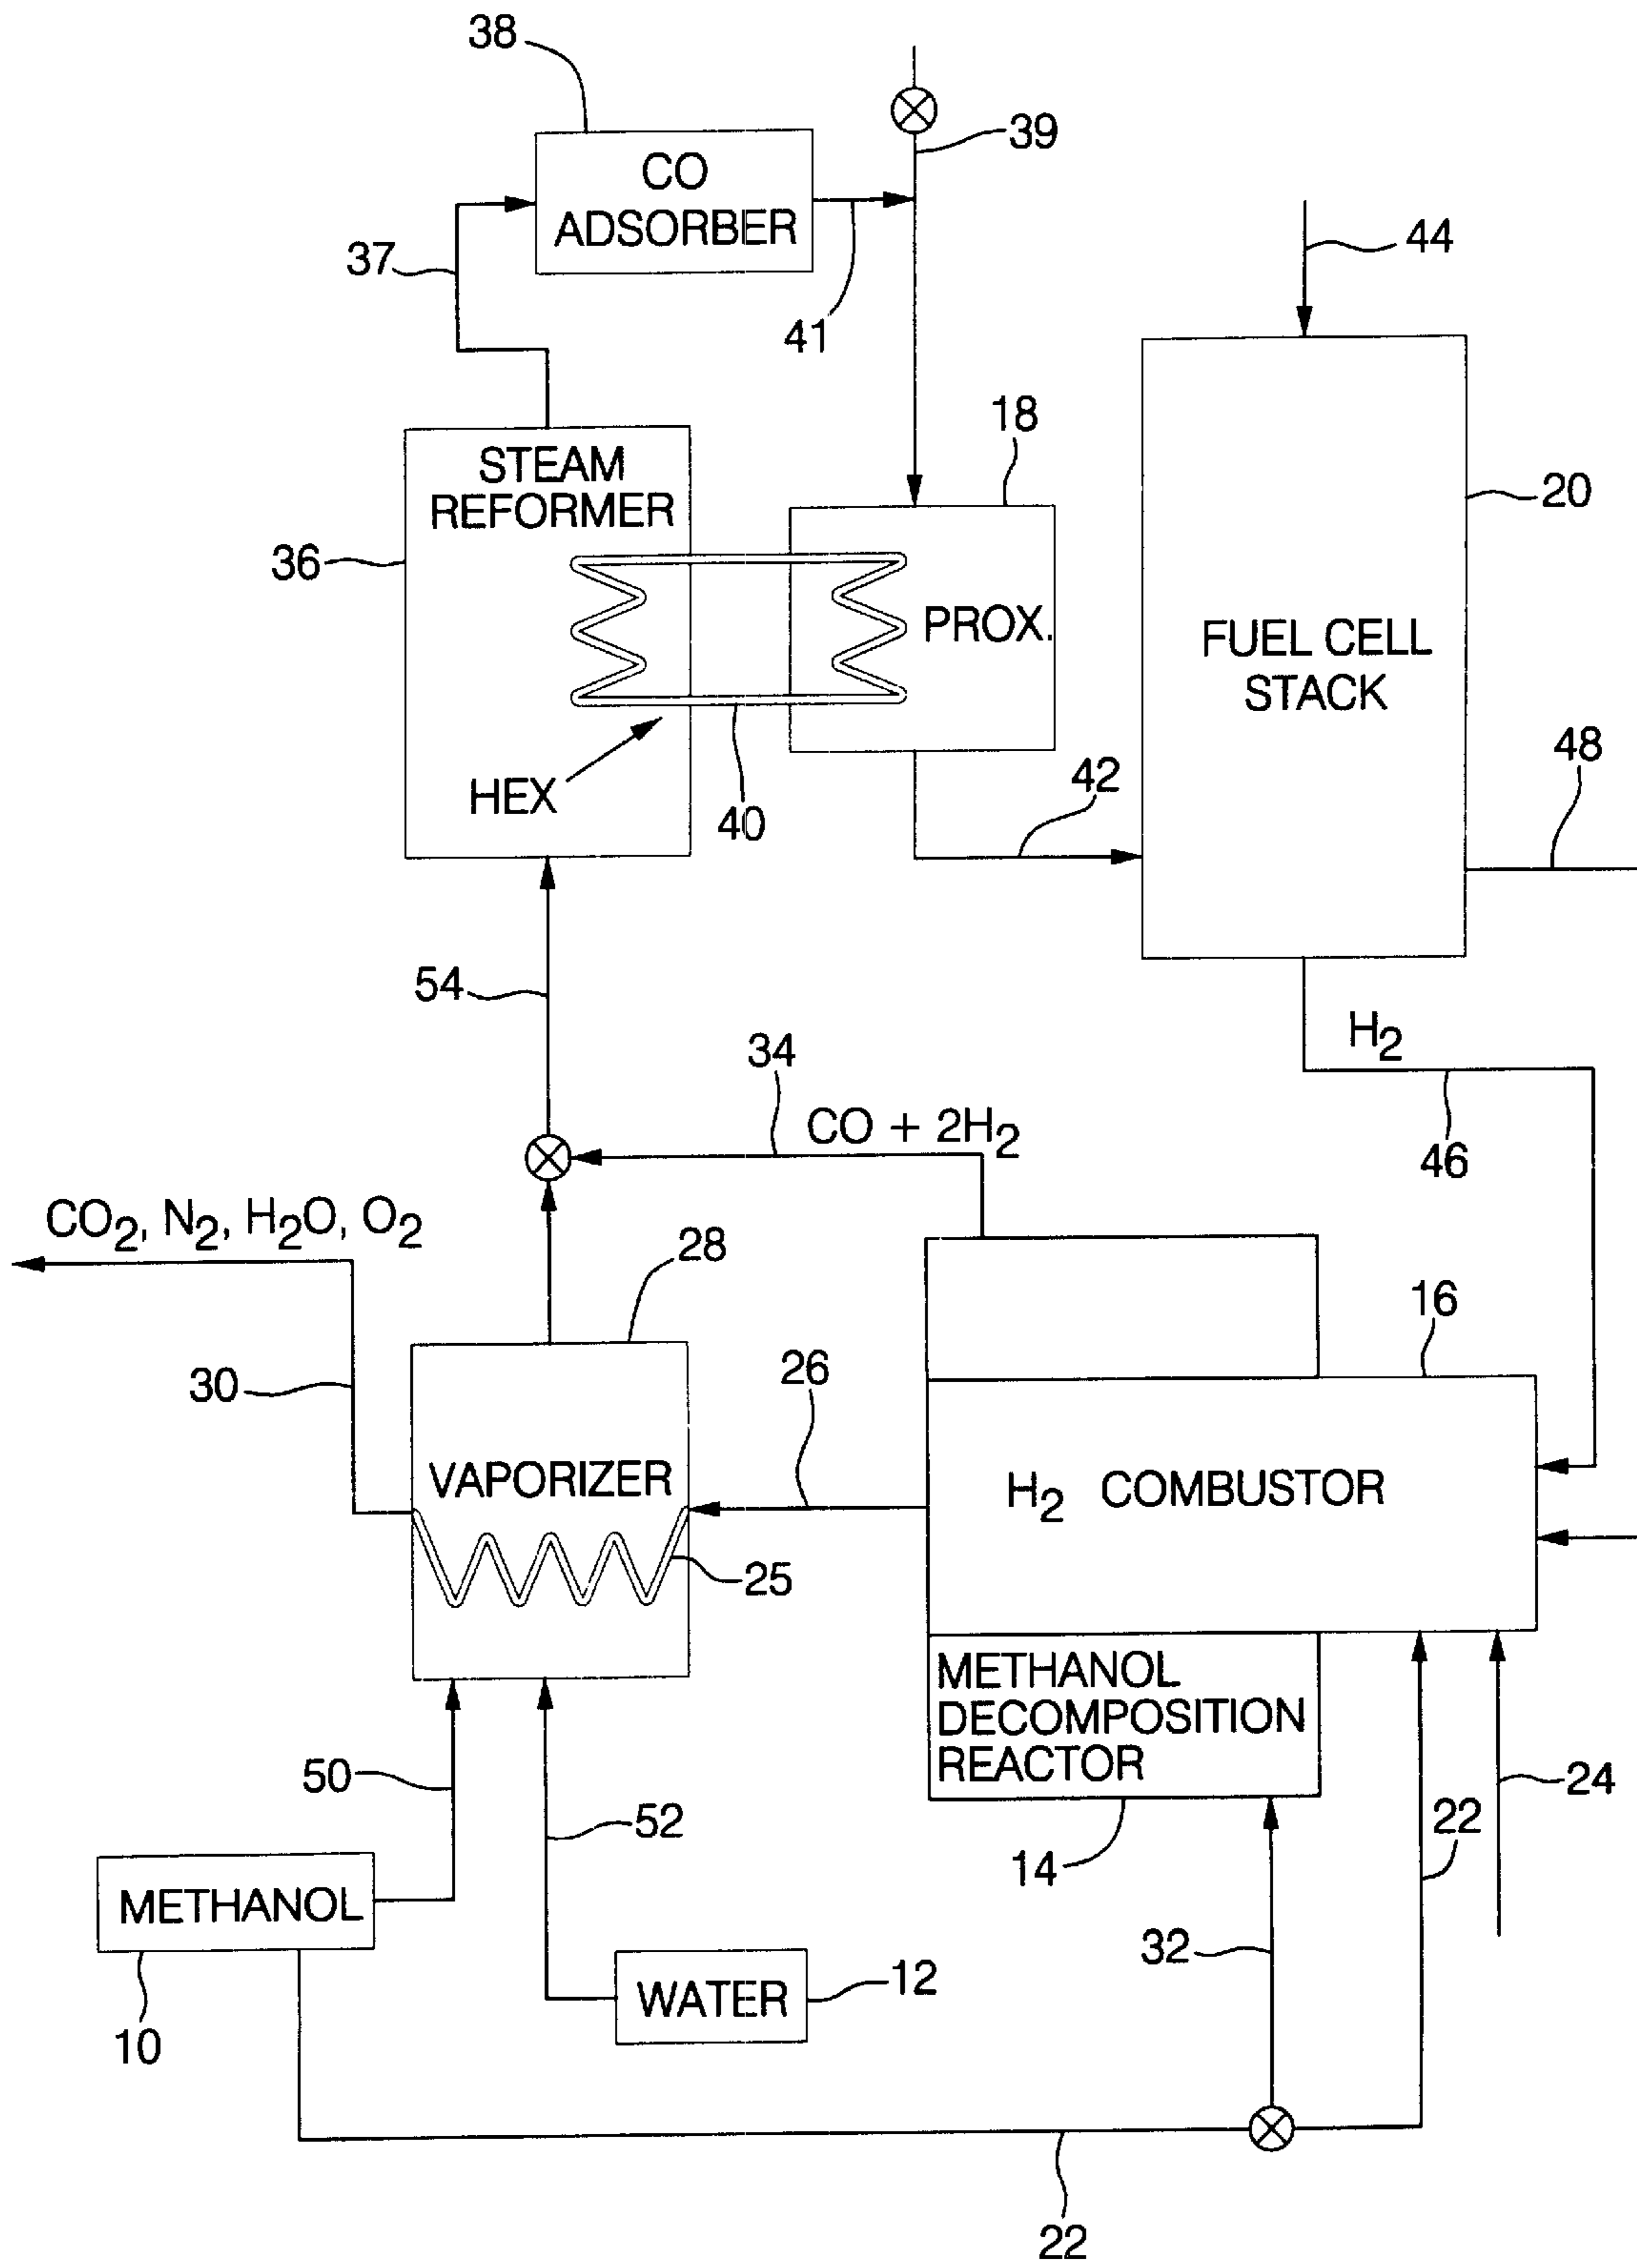 38
39
CO
ADSORBER
44
37
41
18
STEAM
REFORMER
20
36
PROX.
FUEL CELL
STACK
48
HEX
42
40
54
H2
34
CO + 2H2
46
CO2, N2, H2O, O2
28
16
30
26
VAPORIZER
H2 COMBUSTOR
25
METHANOL
DECOMPOSITION
REACTOR
50
24
52
22
14
METHANOL
32
WATER
12
10
22